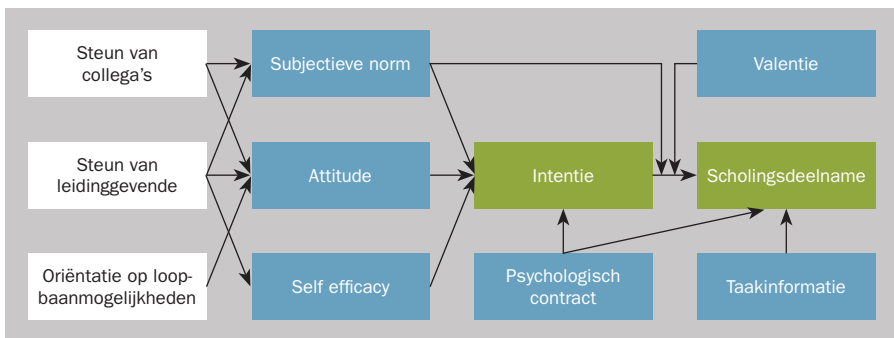 Steun van
collega's
Subjectieve norm
Valentie
Steun van
leidinggevende
Attitude
Intentie
Scholingsdeelname
Oriëntatie op loop-
baanmogelijkheden
Self efficacy
Psychologisch
contract
Taakinformatie